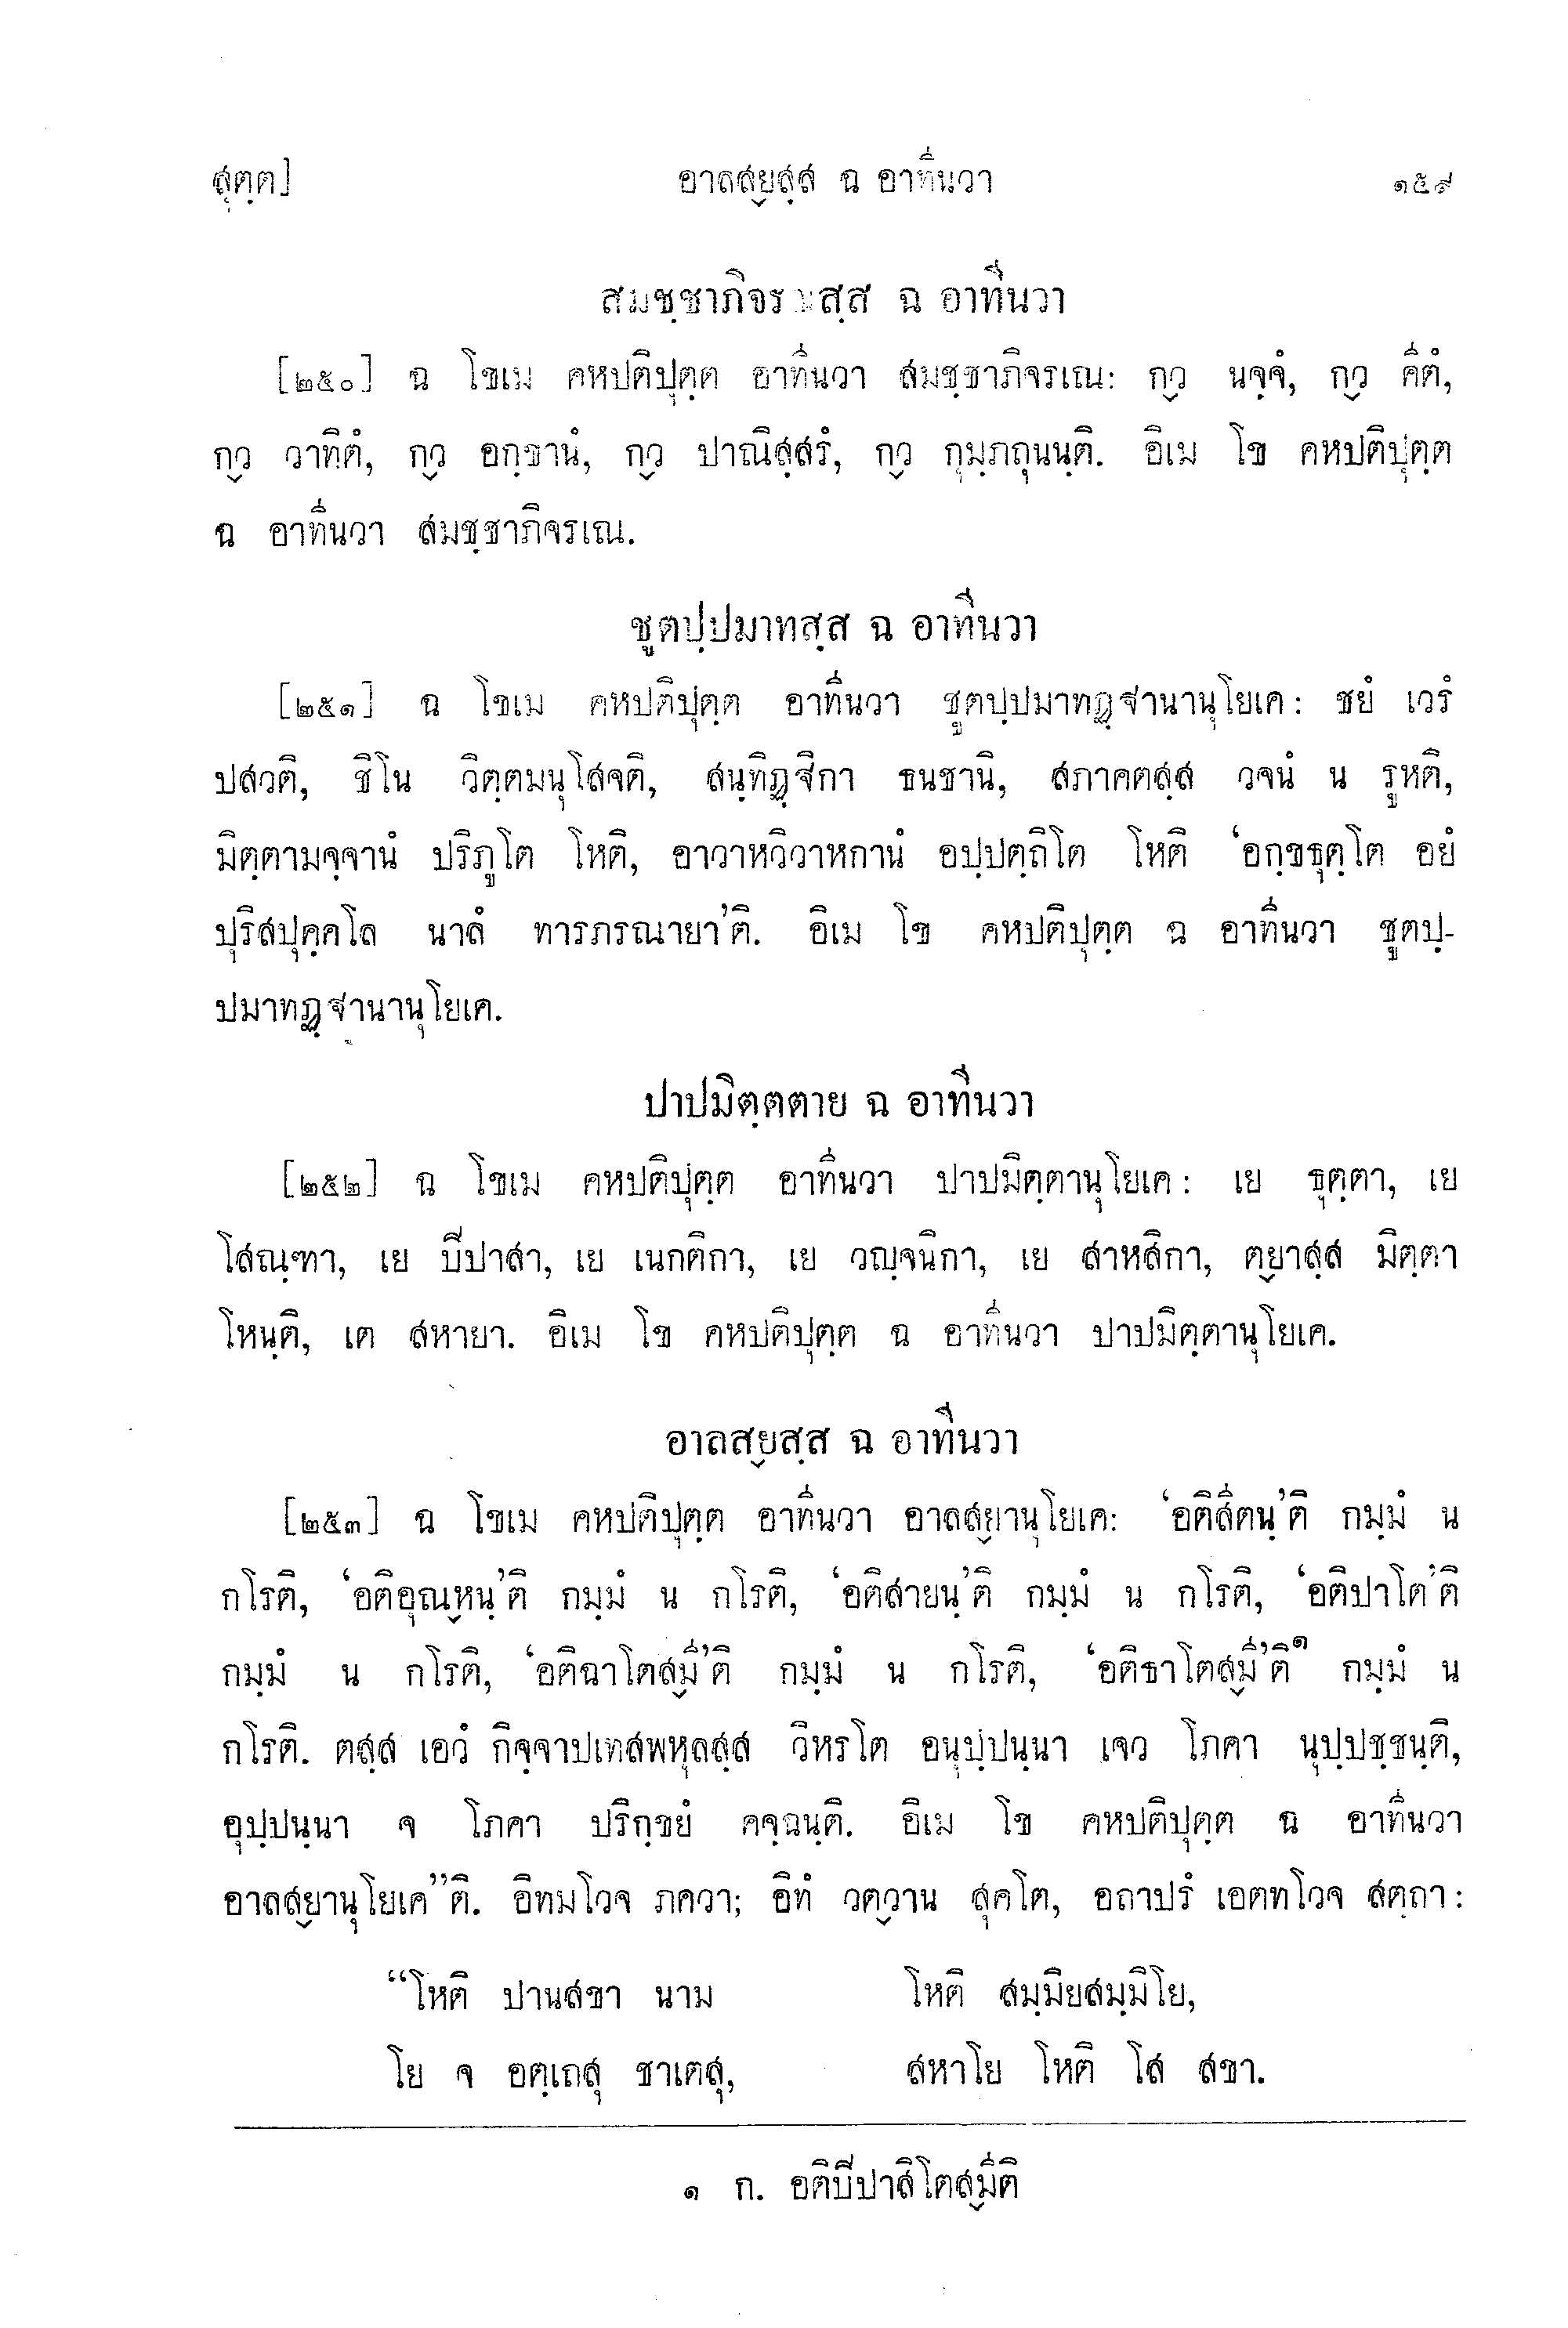 สุตฺต] อาลสฺยสฺส ฉ อาทีนวา ๑๕๙
สมชฺชาภิจรณสฺส ฉ อาทีนวา
[๒๕๐] ฉ โขเม คหปติปุตฺต อาทีนวา สมชฺชาภิจรเณ: กฺว นจฺจํ, กฺว คีตํ,
กฺว วาทิตํ, กฺว อกฺขานํ, กฺว ปาณิสฺสรํ, กฺว กุมฺภถุนนฺติ. อิเม โข คหปติปุตฺต
ฉ อาทีนวา สมชฺชาภิจรเณ.
ชูตปฺปมาทสฺส ฉ อาทีนวา
[๒๕๑] ฉ โขเม คหปติปุตฺต อาทีนวา ชูตปฺปมาทฏฺฐานานุโยเค: ชยํ เวรํ
ปสวติ, ชิโน วิตฺตมนุโสจติ, สนฺทิฏฺฐิกา ธนชานิ, สภาคตสฺส วจนํ น รูหติ,
มิตฺตามจฺจานํ ปริภูโต โหติ, อาวาหวิวาหกานํ อปฺปตฺถิโต โหติ ‘อกฺขธุตฺโต อยํ
ปุริสปุคฺคโล นาลํ ทารภรณายา’ติ. อิเม โข คหปติปุตฺต ฉ อาทีนวา ชูตปฺ-
ปมาทฏฺฐานานุโยเค.
ปาปมิตฺตตาย ฉ อาทีนวา
[๒๕๒] ฉ โขเม คหปติปุตฺต อาทีนวา ปาปมิตฺตานุโยเค: เย ธุตฺตา, เย
โสณฺฑา, เย ปีปาสา, เย เนกติกา, เย วญฺจนิกา, เย สาหสิกา, ตฺยาสฺส มิตฺตา
โหนฺติ, เต สหายา. อิเม โข คหปติปุตฺต ฉ อาทีนวา ปาปมิตฺตานุโยเค.
อาลสฺยสฺส ฉ อาทีนวา
[๒๕๓] ฉ โขเม คหปติปุตฺต อาทีนวา อาลสฺยานุโยเค: ‘อติสีตนฺ’ติ กมฺมํ น
กโรติ, ‘อติอุณฺหนฺ’ติ กมฺมํ น กโรติ, ‘อติสายนฺ’ติ กมฺมํ น กโรติ, ‘อติปาโต’ติ
กมฺมํ น กโรติ, ‘อติฉาโตสฺมี’ติ กมฺมํ น กโรติ, ‘อติธาโตสฺมี’ติ๑ กมฺมํ น
กโรติ. ตสฺส เอวํ กิจฺจาปเทสพหุลสฺส วิหรโต อนุปฺปนฺนา เจว โภคา นุปฺปชฺชนฺติ,
อุปฺปนฺนา จ โภคา ปริกฺขยํ คจฺฉนฺติ. อิเม โข คหปติปุตฺต ฉ อาทีนวา
อาลสฺยานุโยเค”ติ. อิทมโวจ ภควา; อิทํ วตฺวาน สุคโต, อถาปรํ เอตทโวจ สตฺถา:
“โหติ ปานสขา นาม โหติ สมฺมิยสมฺมิโย,
โย จ อตฺเถสุ ชาเตสุ, สหาโย โหติ โส สขา.
๑ ก. อติปีปาสิโตสฺมีติ